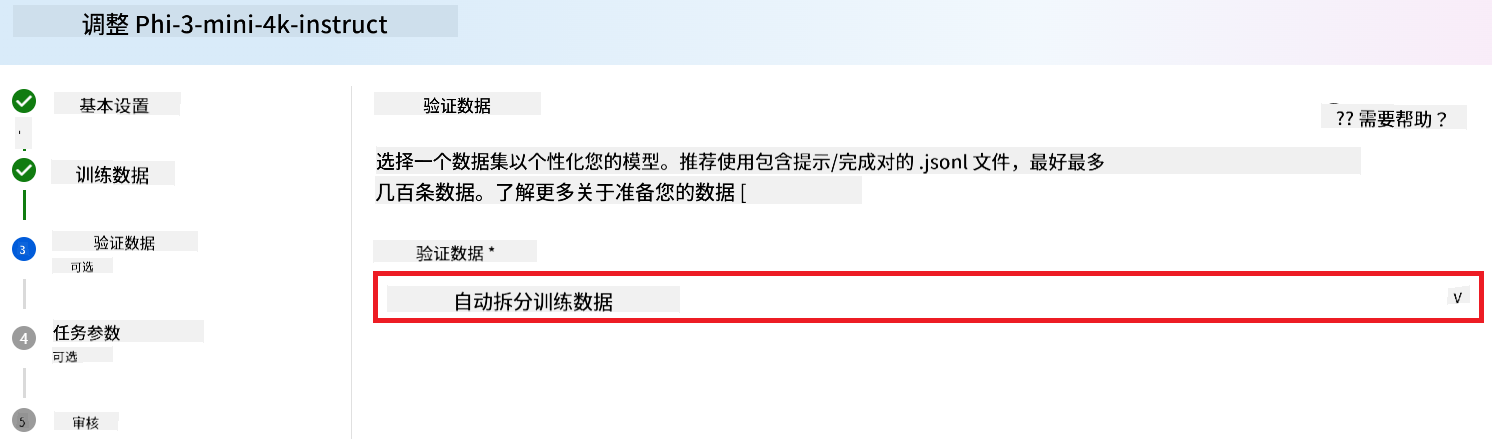 调整 Phi-3-mini-4k-instruct
基本设置
训练数据
3
验证数据
可选
4
任务参数
可选
5
审核
验证数据
?? 需要帮助？
选择一个数据集以个性化您的模型。推荐使用包含提示/完成对的 .jsonl 文件，最好最多
几百条数据。了解更多关于准备您的数据 [
验证数据 *
自动拆分训练数据
V